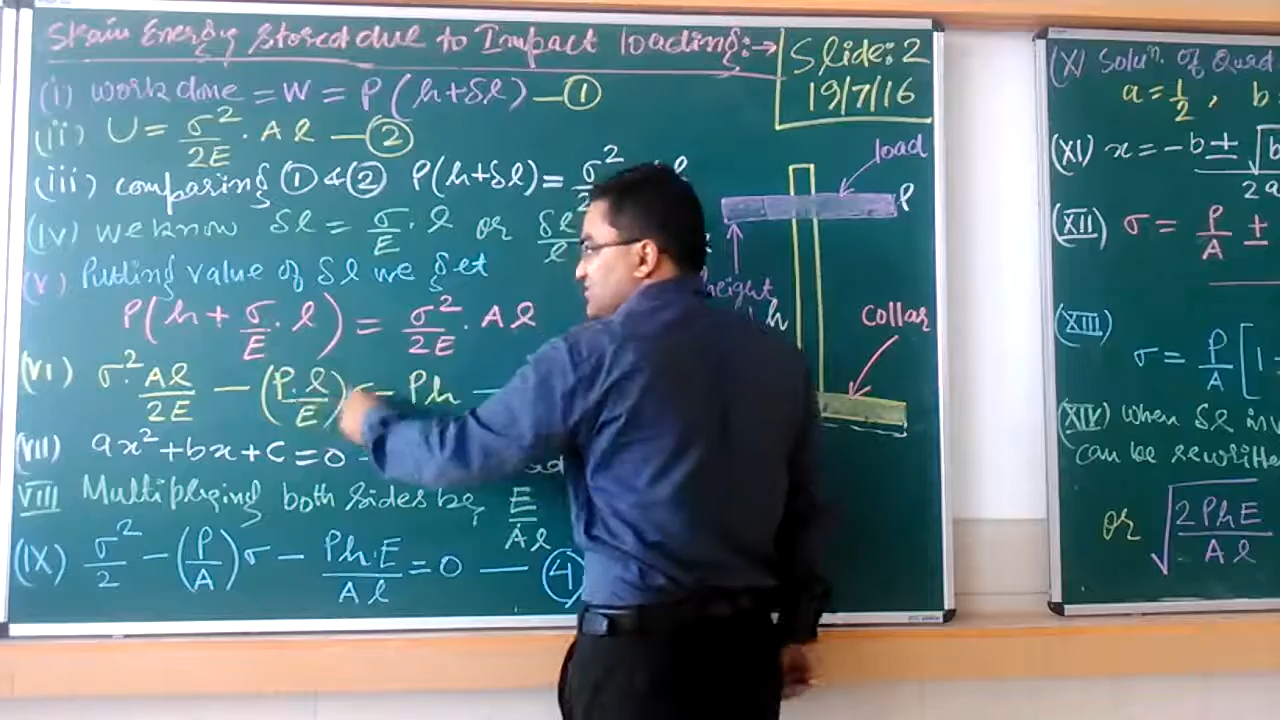 Strain Energy stored due to Impact loading:→
Slide: 2
19/7/16
(i) work done = W = P(h+δl) — ①
(ii) U = σ²/2E . A l — ②
(iii) comparing ① & ② P(h+δl) = σ²
(iv) we know δl = σ/E . l or δl/l
(v) Putting value of δl we get
P(h + σ/E . l) = σ²/2E . A l
(vi) σ². Al/2E — (P.l/E) — Ph —
(vii) ax²+bx+c=0
VIII Multiplying both sides by E/Al
(IX) σ²/2 — (P/A)σ — Ph.E/Al = 0 — ④
load
P
height
h
collar
(X) Soluⁿ. of Quad
a = 1/2 , b
(XI) x = -b ± √b
2a
(XII) σ = P/A ±
(XIII)
σ = P/A [1
(XIV) when δl
can be
or √2PhE/Al